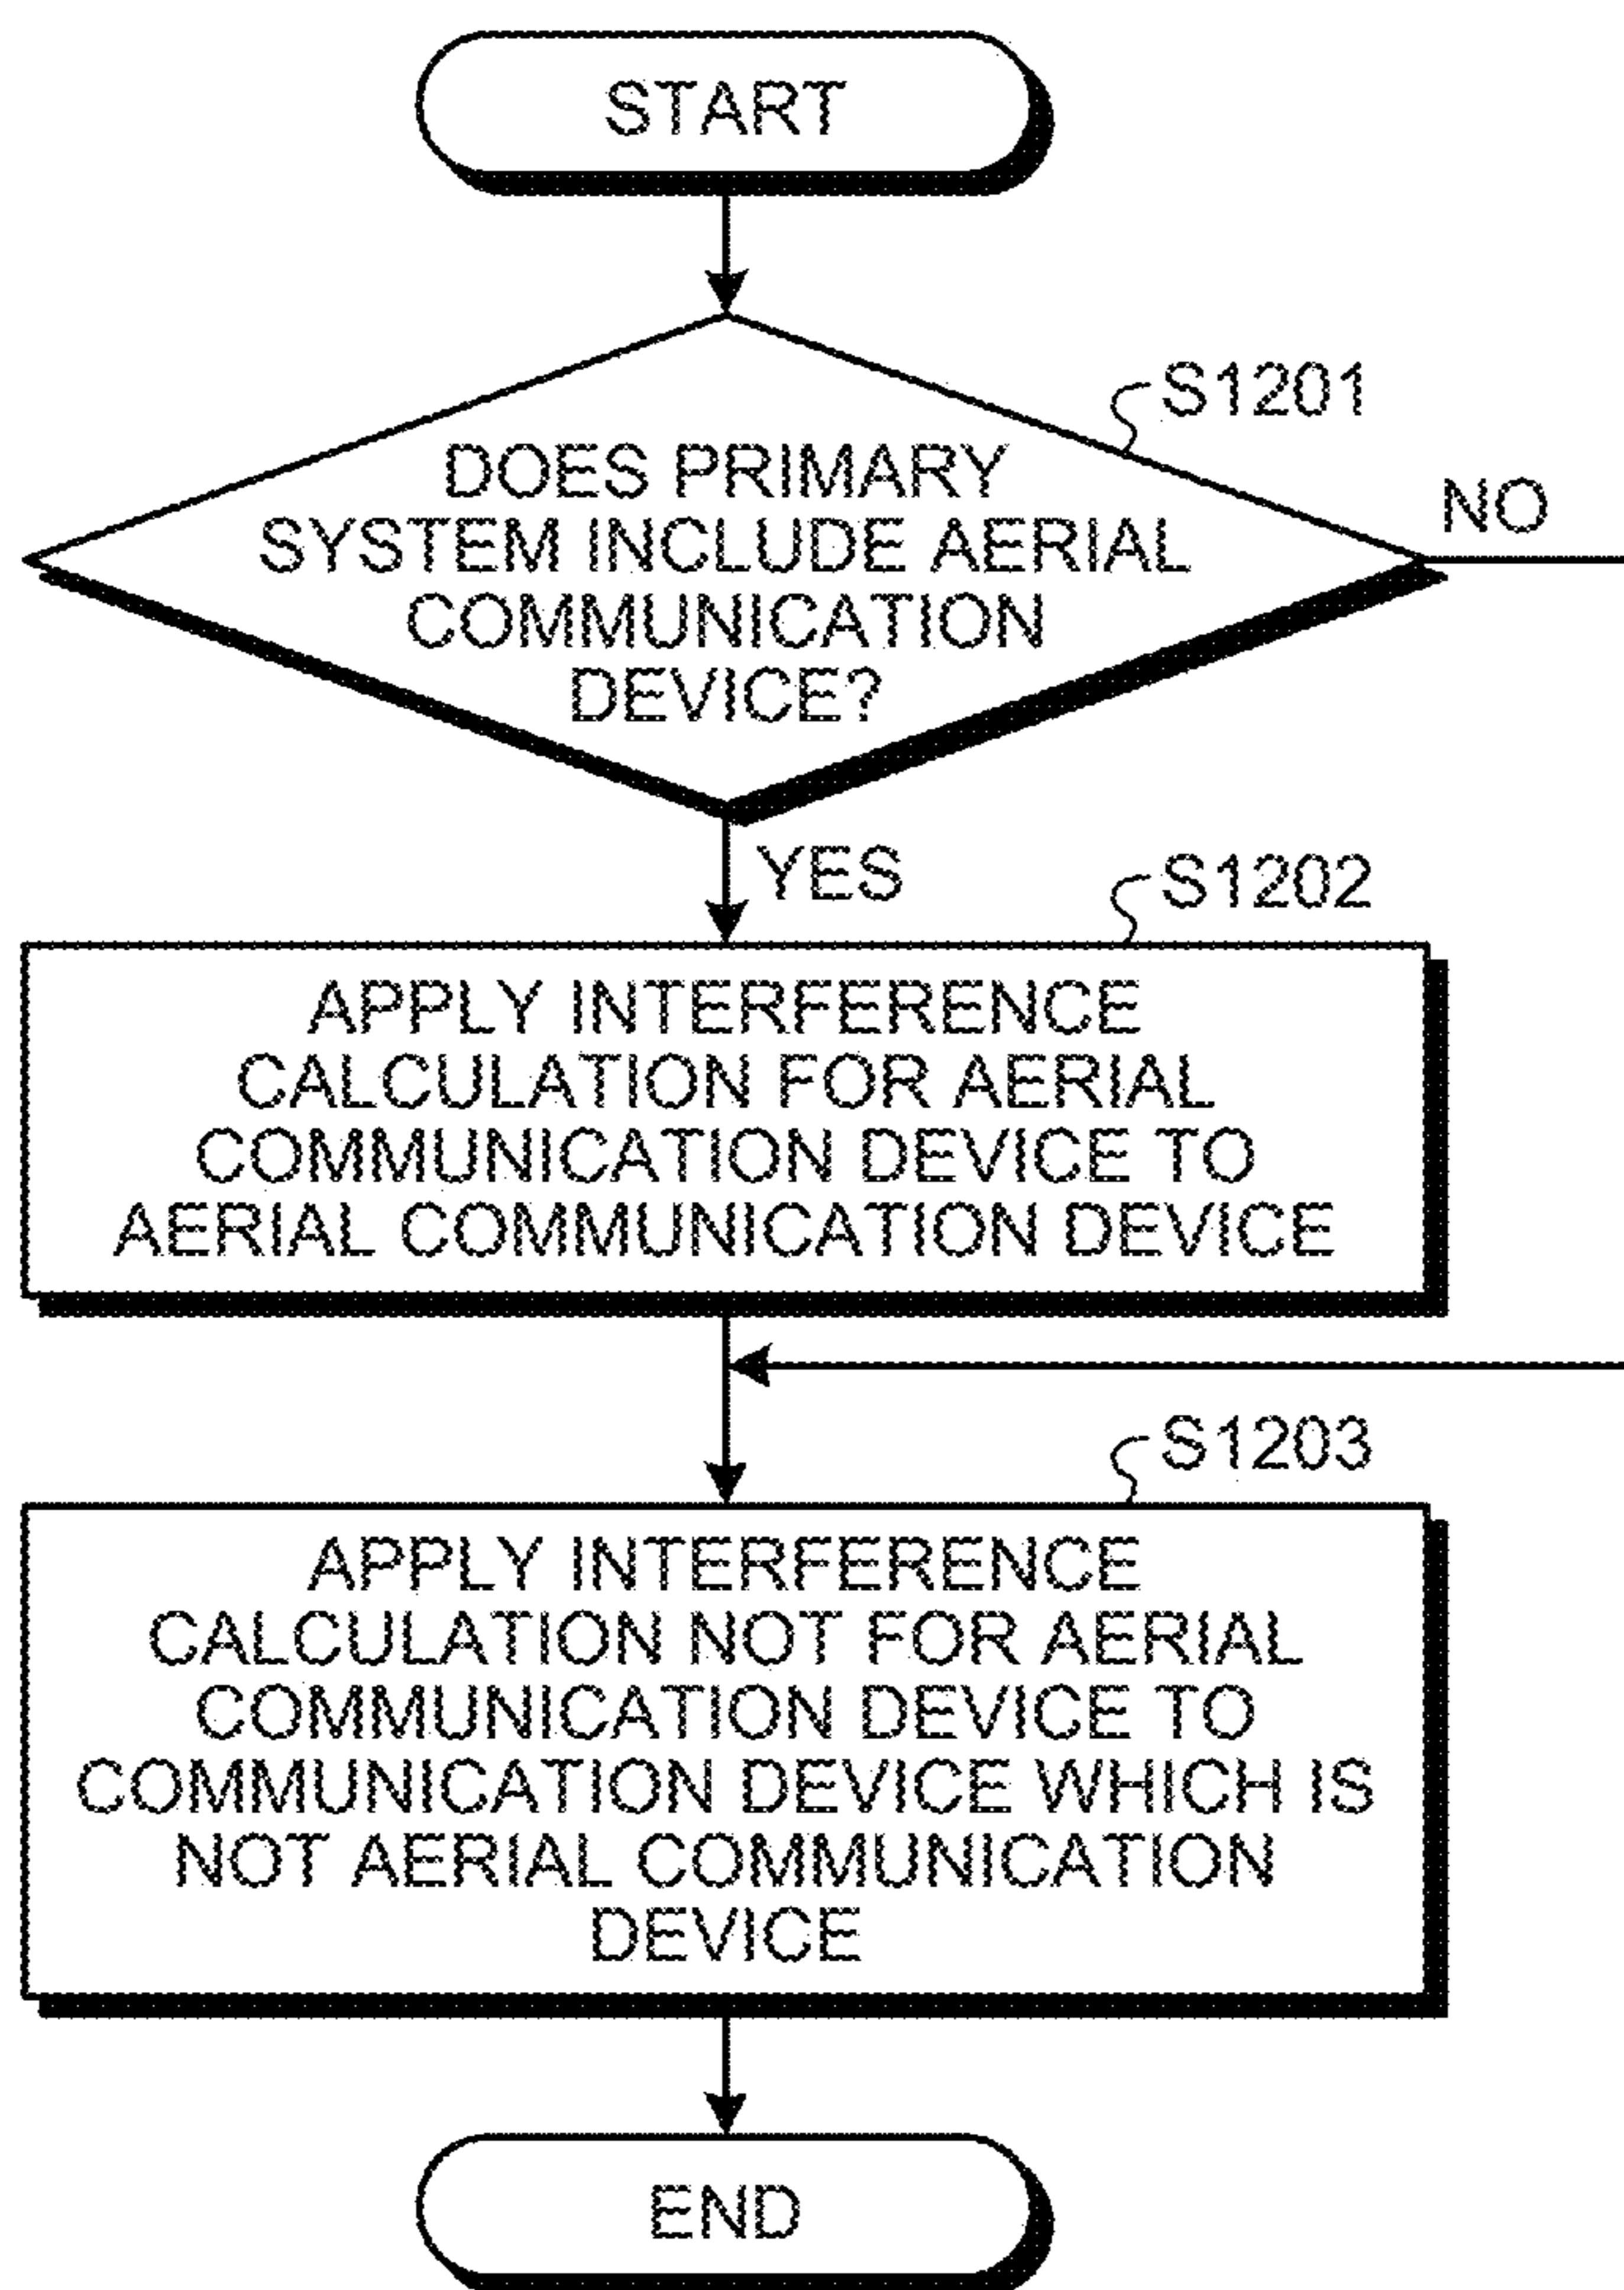 START
S1201
DOES PRIMARY
SYSTEM INCLUDE AERIAL
COMMUNICATION
DEVICE?
NO
YES
S1202
APPLY INTERFERENCE
CALCULATION FOR AERIAL
COMMUNICATION DEVICE TO
AERIAL COMMUNICATION DEVICE
S1203
APPLY INTERFERENCE
CALCULATION NOT FOR AERIAL
COMMUNICATION DEVICE TO
COMMUNICATION DEVICE WHICH IS
NOT AERIAL COMMUNICATION
DEVICE
END